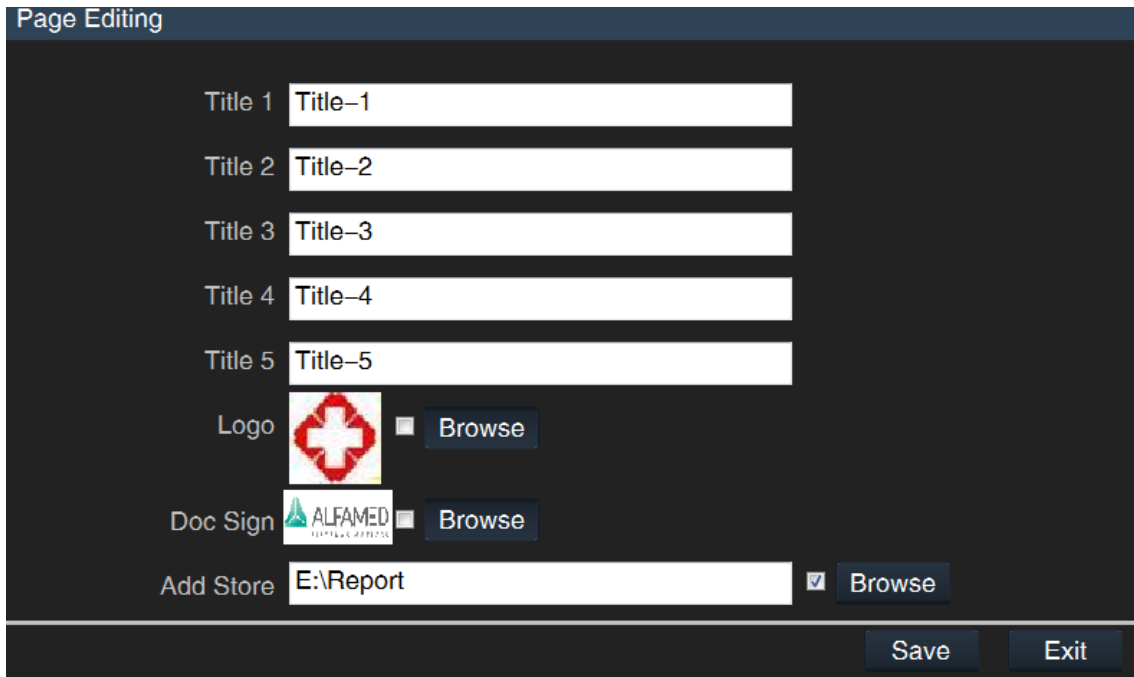 Page Editing
Title 1 Title–1
Title 2 Title–2
Title 3 Title–3
Title 4 Title–4
Title 5 Title–5
Logo Browse
Doc Sign ALFAMED Browse
Add Store E:\Report Browse
Save Exit